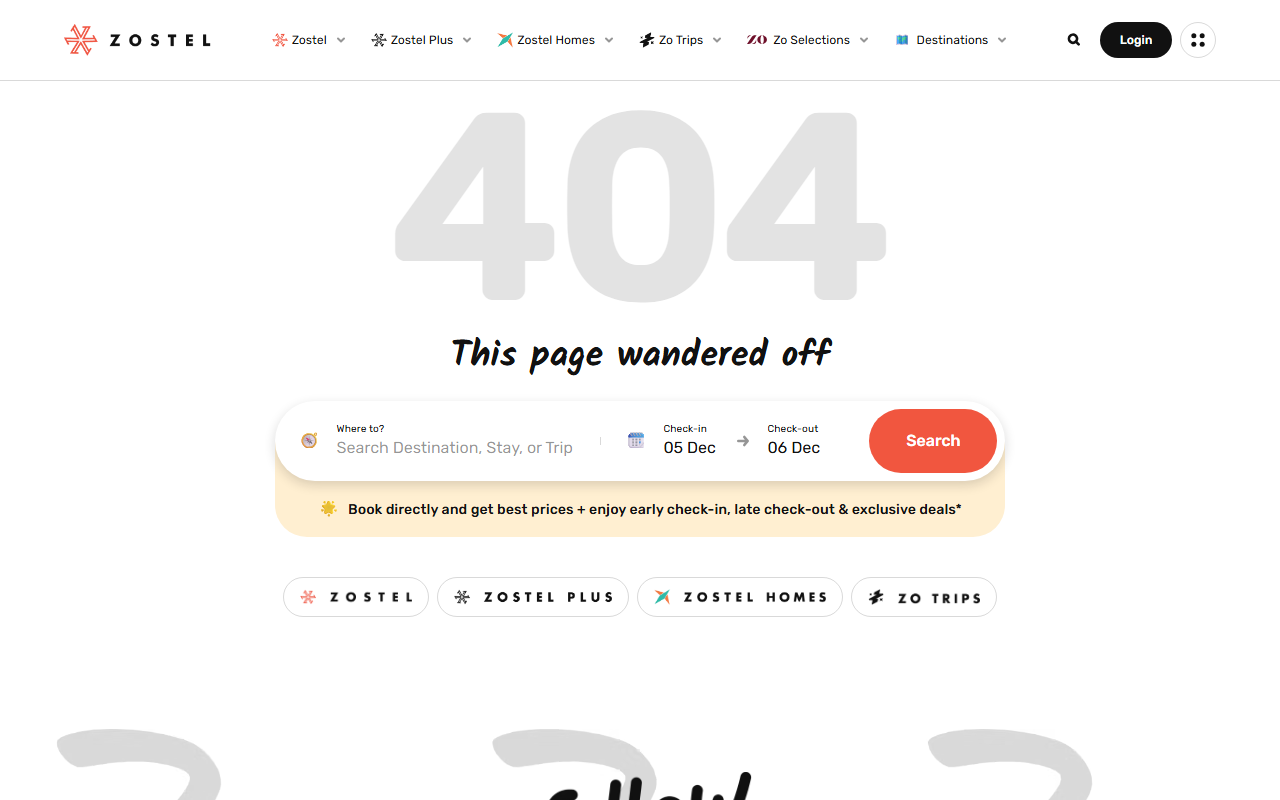 ZOSTEL
Zostel
Zostel Plus
Zostel Homes
Zo Trips
ZO Zo Selections
Destinations
Login
404
This page wandered off
Where to?
Search Destination, Stay, or Trip
Check-in
05 Dec
Check-out
06 Dec
Search
Book directly and get best prices + enjoy early check-in, late check-out & exclusive deals*
ZOSTEL
ZOSTEL PLUS
ZOSTEL HOMES
ZO TRIPS